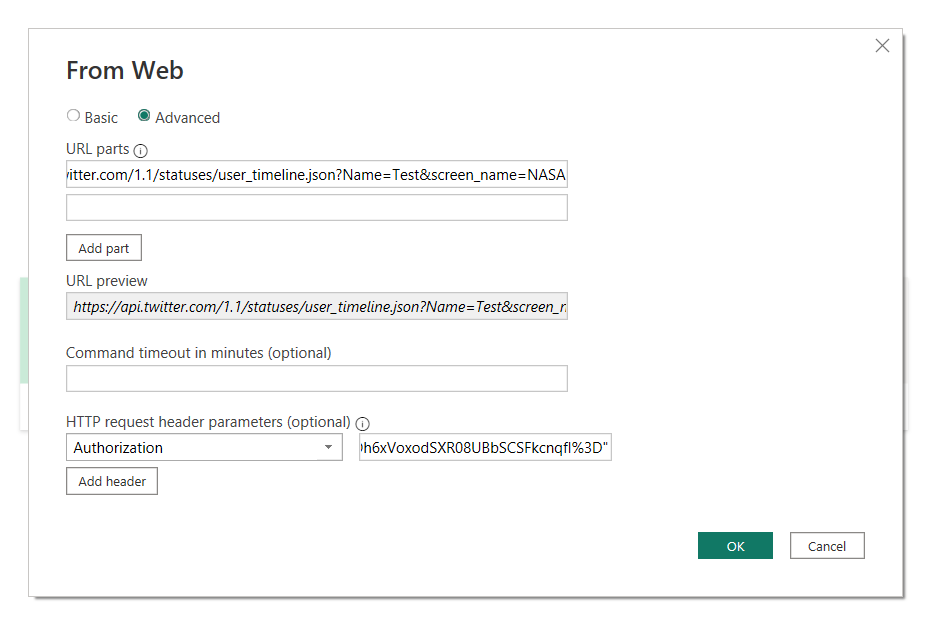 From Web
Basic Advanced
URL parts
itter.com/1.1/statuses/user_timeline.json?Name=Test&screen_name=NASA
Add part
URL preview
https://api.twitter.com/1.1/statuses/user_timeline.json?Name=Test&screen_n
Command timeout in minutes (optional)
HTTP request header parameters (optional)
Authorization h6xVoxodSXR08UBbSCSFkcnqfl%3D"
Add header
OK Cancel